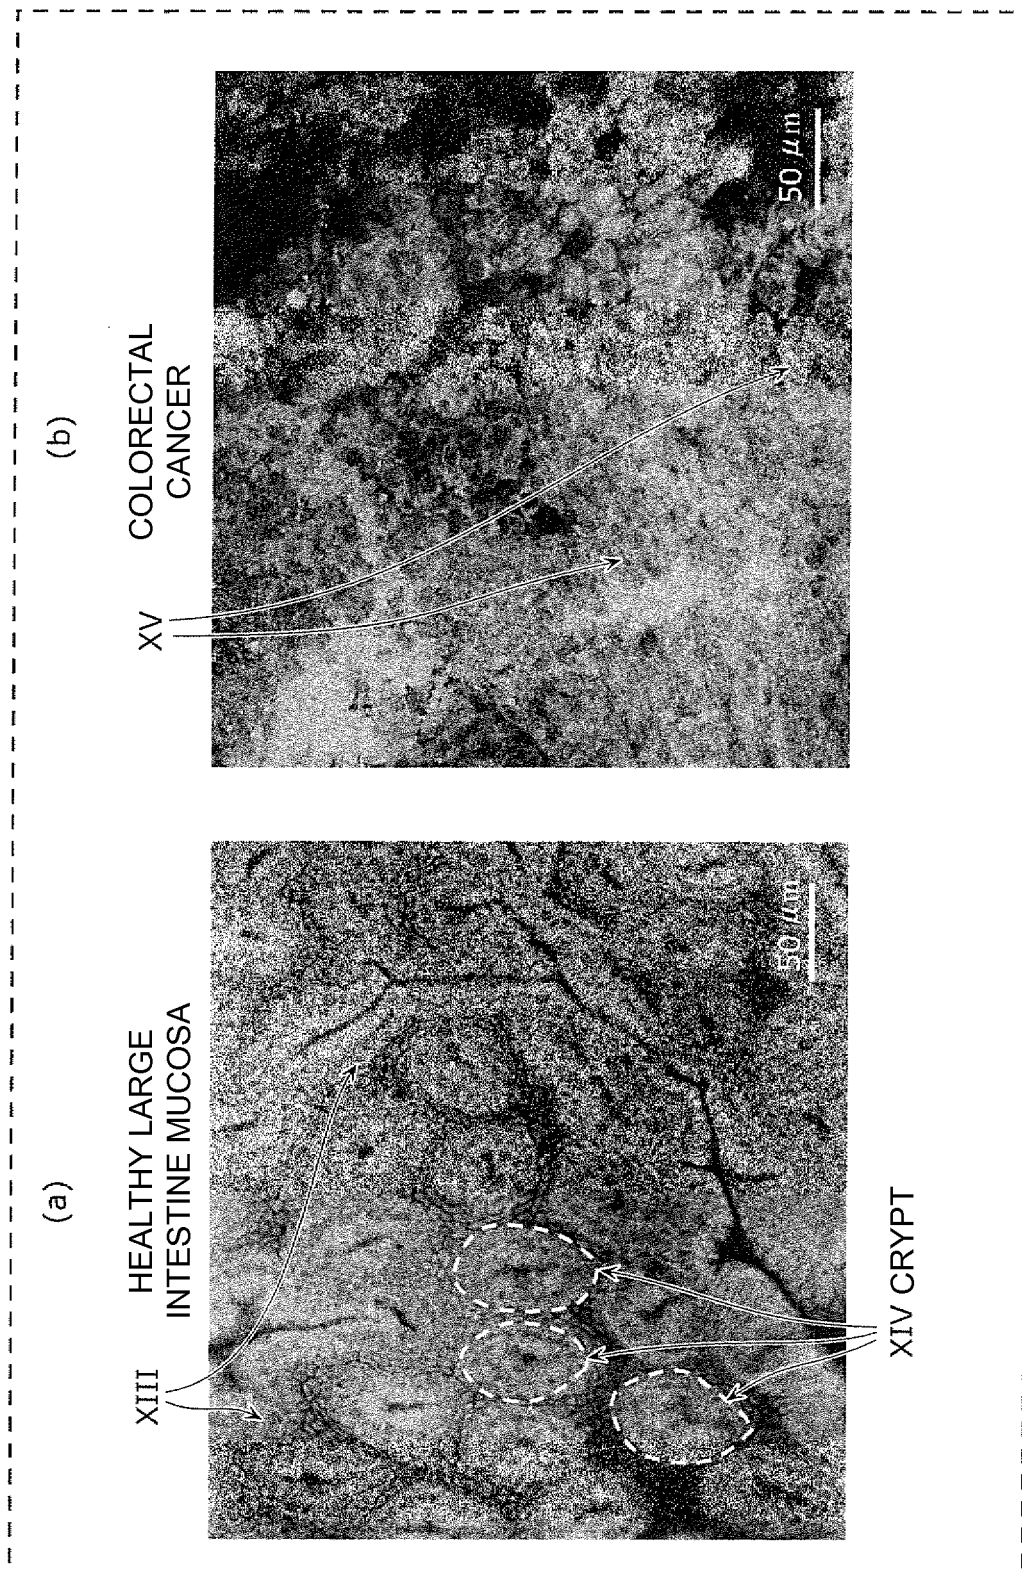 (a)
HEALTHY LARGE
INTESTINE MUCOSA
XIII
50 μm
XIV CRYPT
(b)
COLORECTAL
CANCER
XV
50 μm